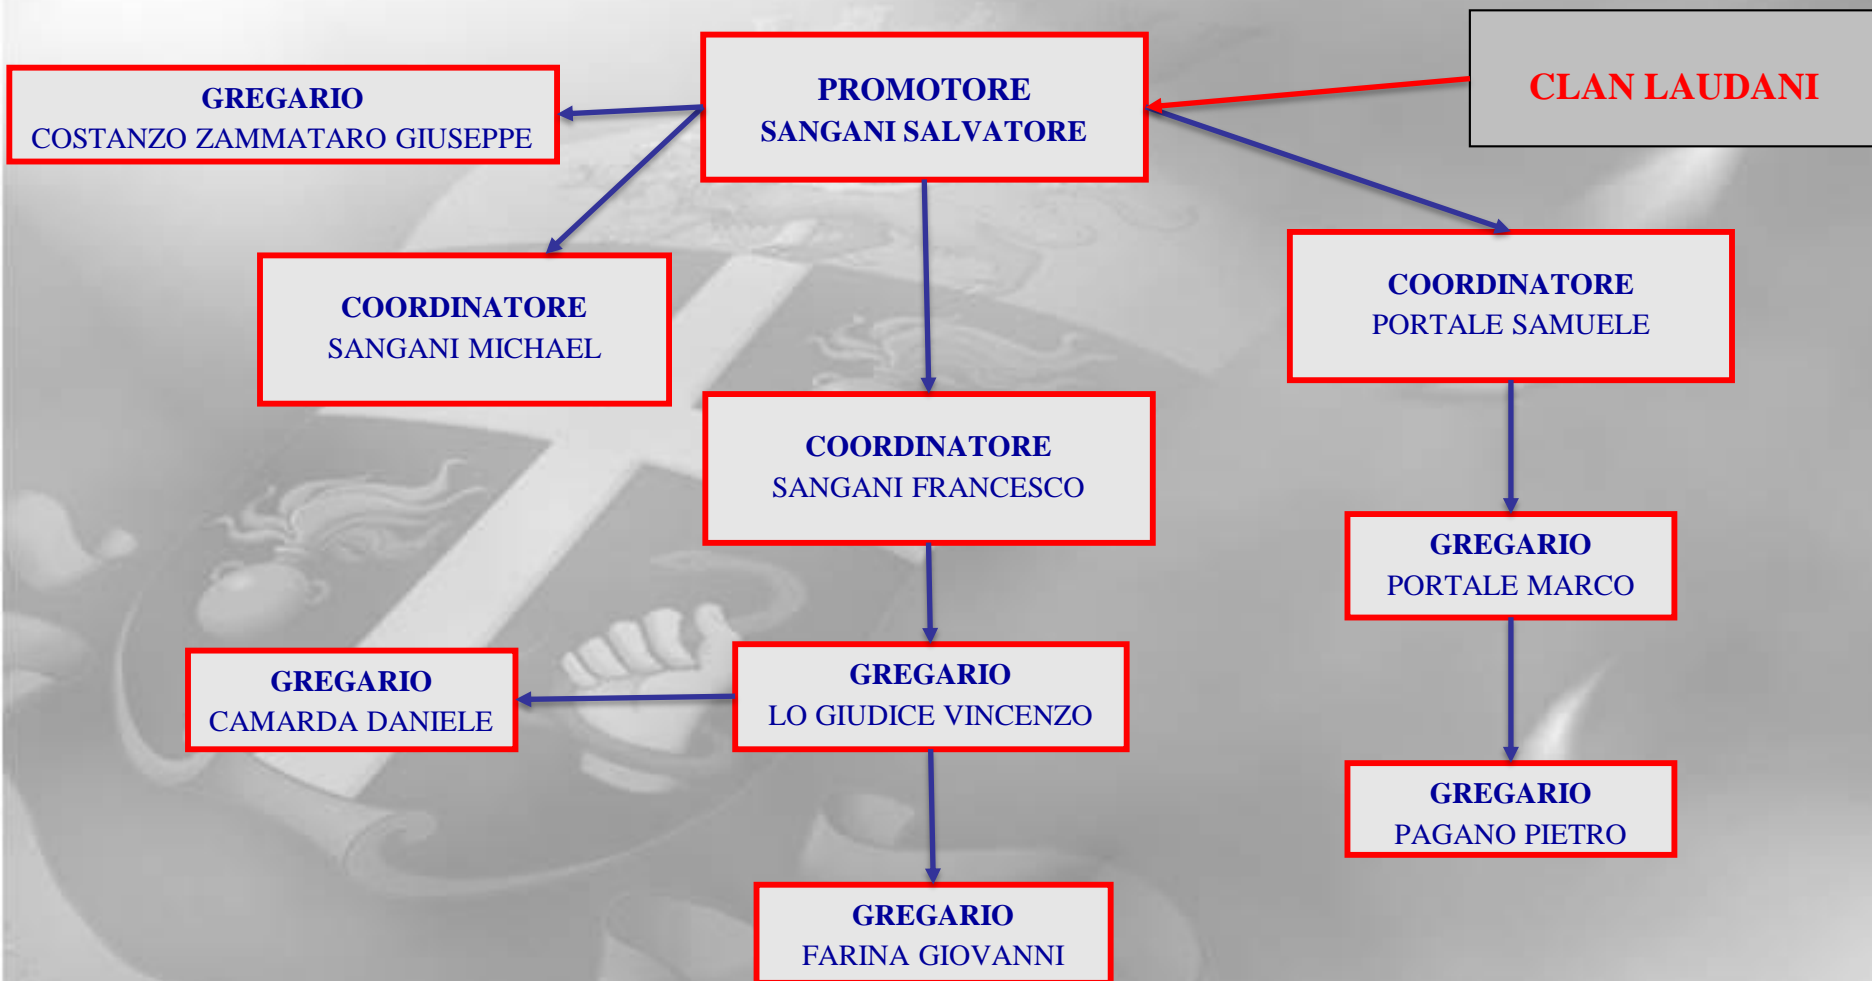 CLAN LAUDANI
PROMOTORE
SANGANI SALVATORE
GREGARIO
COSTANZO ZAMMATARO GIUSEPPE
COORDINATORE
SANGANI MICHAEL
COORDINATORE
PORTALE SAMUELE
COORDINATORE
SANGANI FRANCESCO
GREGARIO
PORTALE MARCO
GREGARIO
CAMARDA DANIELE
GREGARIO
LO GIUDICE VINCENZO
GREGARIO
PAGANO PIETRO
GREGARIO
FARINA GIOVANNI